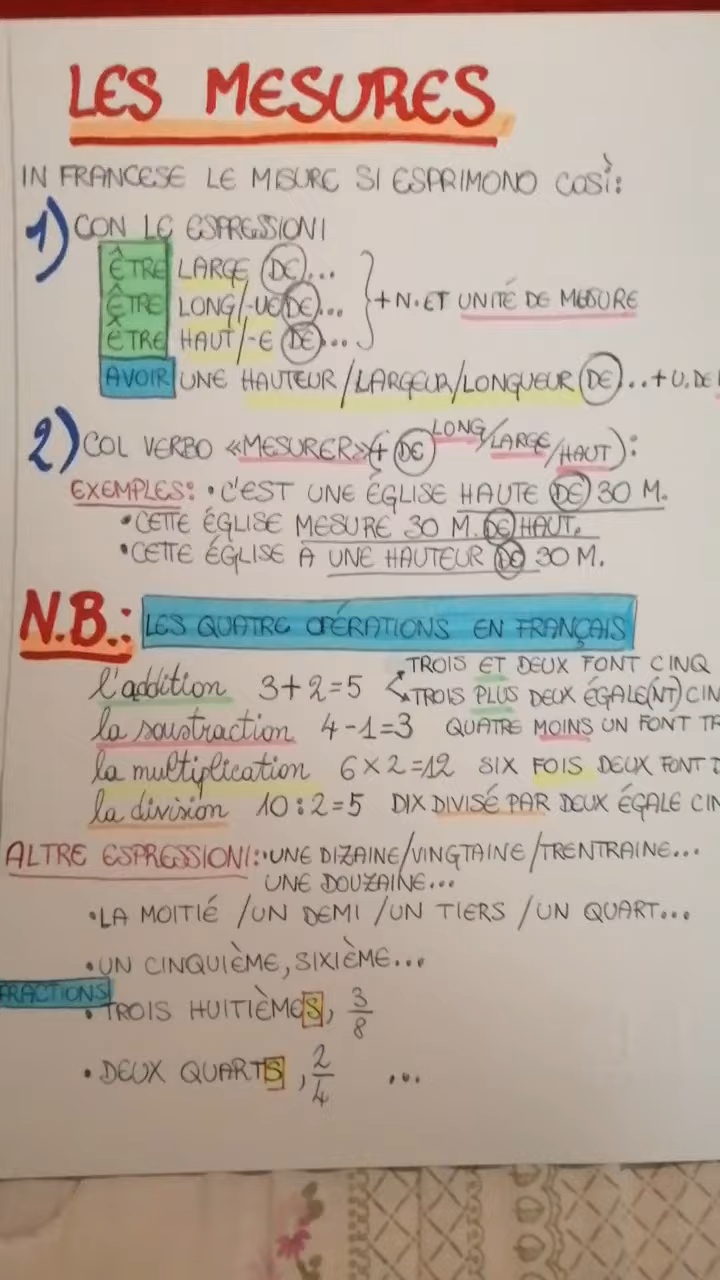 LES MESURES
IN FRANCESE LE MISURE SI ESPRIMONO COSÌ:
1) CON LE ESPRESSIONI
ÊTRE LARGE DE...
ÊTRE LONG/-UE DE... } + N. ET UNITÉ DE MESURE
ÊTRE HAUT/-E DE...
AVOIR UNE HAUTEUR/LARGEUR/LONGUEUR DE...+U. DE
2) COL VERBO «MESURER» (+ DE LONG/LARGE/HAUT):
EXEMPLES: • C'EST UNE ÉGLISE HAUTE DE 30 M.
• CETTE ÉGLISE MESURE 30 M. DE HAUT.
• CETTE ÉGLISE À UNE HAUTEUR DE 30 M.
N.B.: LES QUATRE OPÉRATIONS EN FRANÇAIS
TROIS ET DEUX FONT CINQ
l'addition 3+2=5 TROIS PLUS DEUX ÉGALE(NT) CIN
la soustraction 4-1=3 QUATRE MOINS UN FONT TR
la multiplication 6×2=12 SIX FOIS DEUX FONT D
la division 10:2=5 DIX DIVISÉ PAR DEUX ÉGALE CIN
ALTRE ESPRESSIONI: • UNE DIZAINE/VINGTAINE/TRENTRAINE...
UNE DOUZAINE...
• LA MOITIÉ /UN DEMI /UN TIERS /UN QUART...
• UN CINQUIÈME, SIXIÈME...
FRACTIONS
• TROIS HUITIÈMES, 3/8
• DEUX QUARTS, 2/4 ...